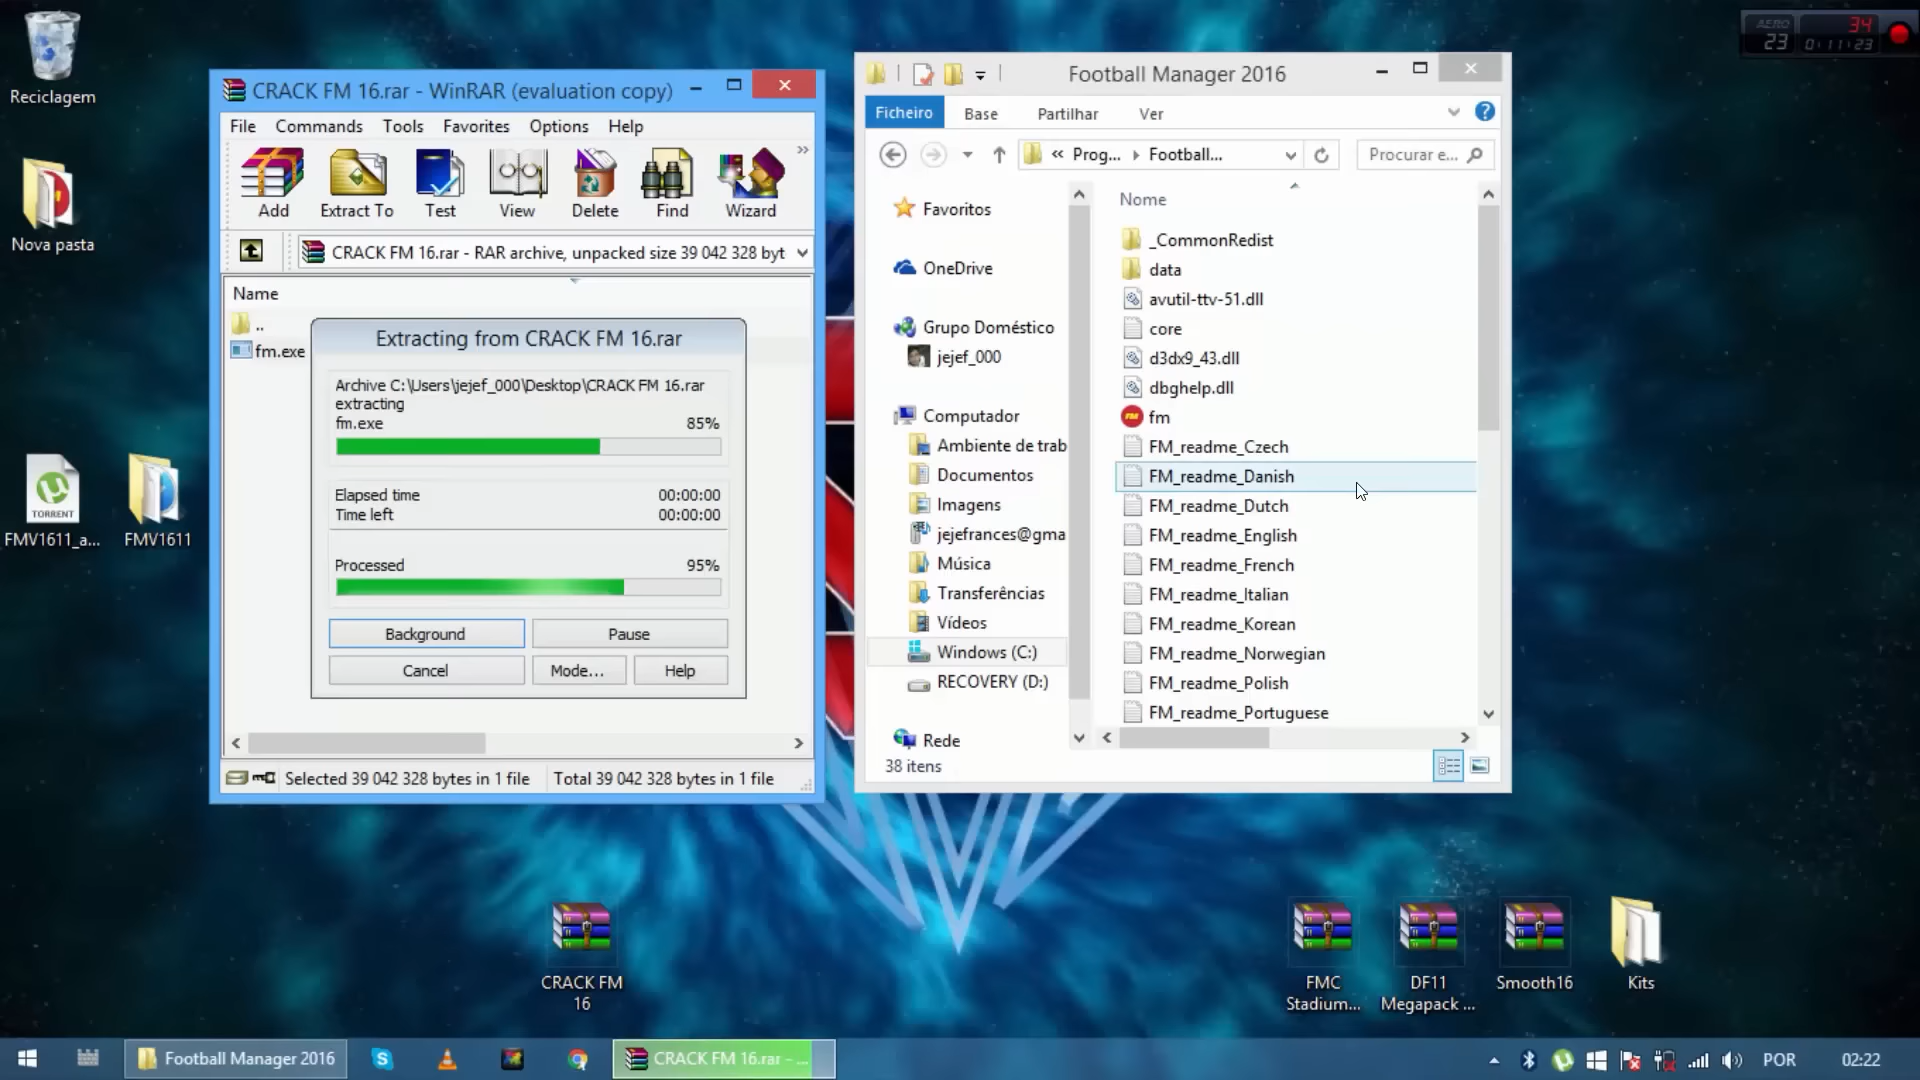 Reciclagem
Nova pasta
TORRENT
FMV1611_a...
FMV1611
CRACK FM 16.rar - WinRAR (evaluation copy)
File Commands Tools Favorites Options Help
Add Extract To Test View Delete Find Wizard
CRACK FM 16.rar - RAR archive, unpacked size 39 042 328 byt
Name
..
fm.exe
Extracting from CRACK FM 16.rar
Archive C:\Users\jejef_000\Desktop\CRACK FM 16.rar
extracting
fm.exe 85%
Elapsed time 00:00:00
Time left 00:00:00
Processed 95%
Background Pause
Cancel Mode... Help
Selected 39 042 328 bytes in 1 file Total 39 042 328 bytes in 1 file
Football Manager 2016
Ficheiro Base Partilhar Ver
« Prog... Football... Procurar e...
Favoritos
OneDrive
Grupo Doméstico
jejef_000
Computador
Ambiente de trab
Documentos
Imagens
jejefrances@gma
Música
Transferências
Vídeos
Windows (C:)
RECOVERY (D:)
Rede
38 itens
Nome
_CommonRedist
data
avutil-ttv-51.dll
core
d3dx9_43.dll
dbghelp.dll
fm
FM_readme_Czech
FM_readme_Danish
FM_readme_Dutch
FM_readme_English
FM_readme_French
FM_readme_Italian
FM_readme_Korean
FM_readme_Norwegian
FM_readme_Polish
FM_readme_Portuguese
AERO
23
34
0:11:23
CRACK FM
16
FMC
Stadium...
DF11
Megapack ...
Smooth16
Kits
Football Manager 2016
CRACK FM 16.rar - ...
POR
02:22